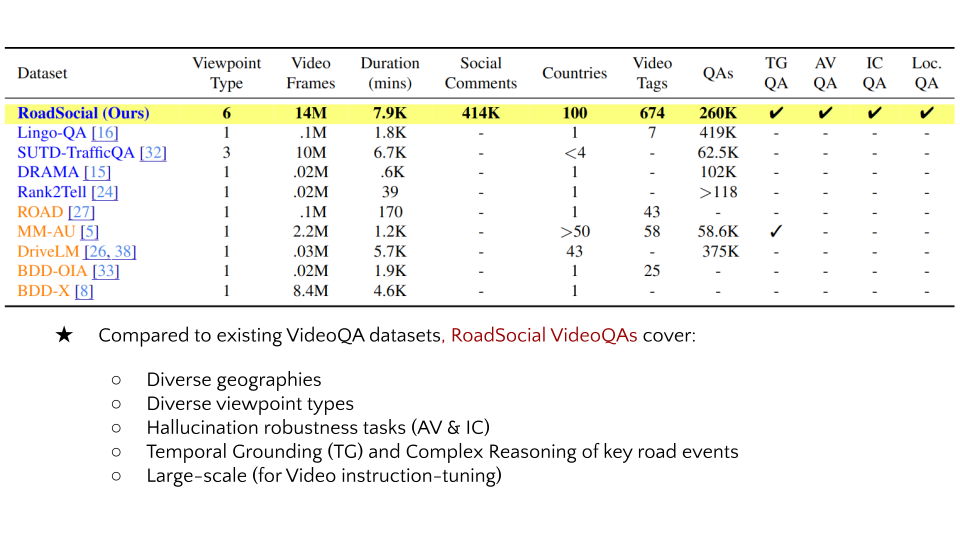 Dataset Viewpoint Type Video Frames Duration (mins) Social Comments Countries Video Tags QAs TG QA AV QA IC QA Loc. QA
RoadSocial (Ours) 6 14M 7.9K 414K 100 674 260K ✔ ✔ ✔ ✔
Lingo-QA [16] 1 .1M 1.8K - 1 7 419K - - - -
SUTD-TrafficQA [32] 3 10M 6.7K - <4 - 62.5K - - - -
DRAMA [15] 1 .02M .6K - 1 - 102K - - - -
Rank2Tell [24] 1 .02M 39 - 1 - >118 - - - -
ROAD [27] 1 .1M 170 - 1 43 - - - - -
MM-AU [5] 1 2.2M 1.2K - >50 58 58.6K ✓ - - -
DriveLM [26, 38] 1 .03M 5.7K - 43 - 375K - - - -
BDD-OIA [33] 1 .02M 1.9K - 1 25 - - - - -
BDD-X [8] 1 8.4M 4.6K - 1 - - - - - -
★ Compared to existing VideoQA datasets, RoadSocial VideoQAs cover:
○ Diverse geographies
○ Diverse viewpoint types
○ Hallucination robustness tasks (AV & IC)
○ Temporal Grounding (TG) and Complex Reasoning of key road events
○ Large-scale (for Video instruction-tuning)